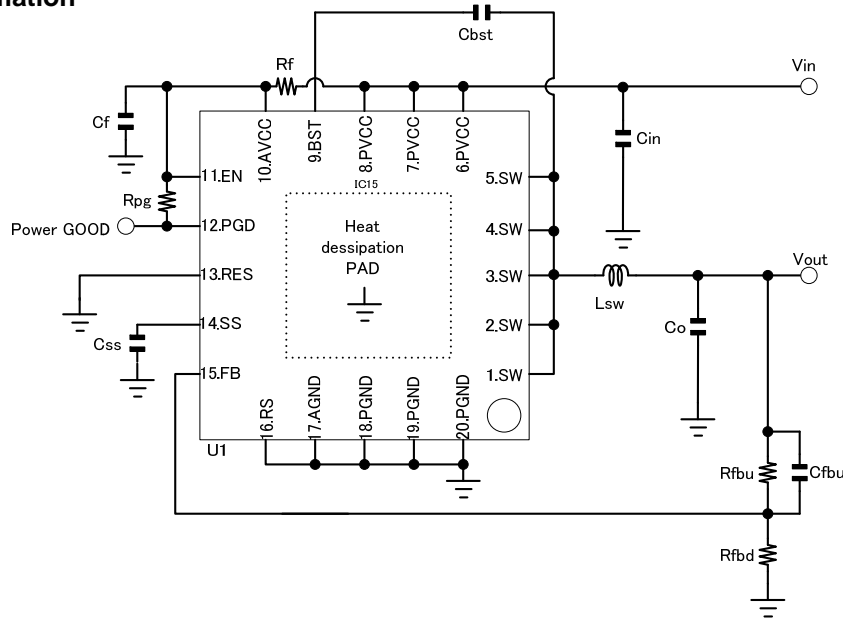 mation
Cbst
Rf
Vin
Cf
10.AVCC
9.BST
8.PVCC
7.PVCC
6.PVCC
Cin
11.EN
IC15
5.SW
Rpg
Power GOOD
12.PGD
Heat
dessipation
PAD
4.SW
13.RES
3.SW
Vout
Lsw
14.SS
2.SW
Co
Css
15.FB
1.SW
16.RS
17.AGND
18.PGND
19.PGND
20.PGND
U1
Rfbu
Cfbu
Rfbd